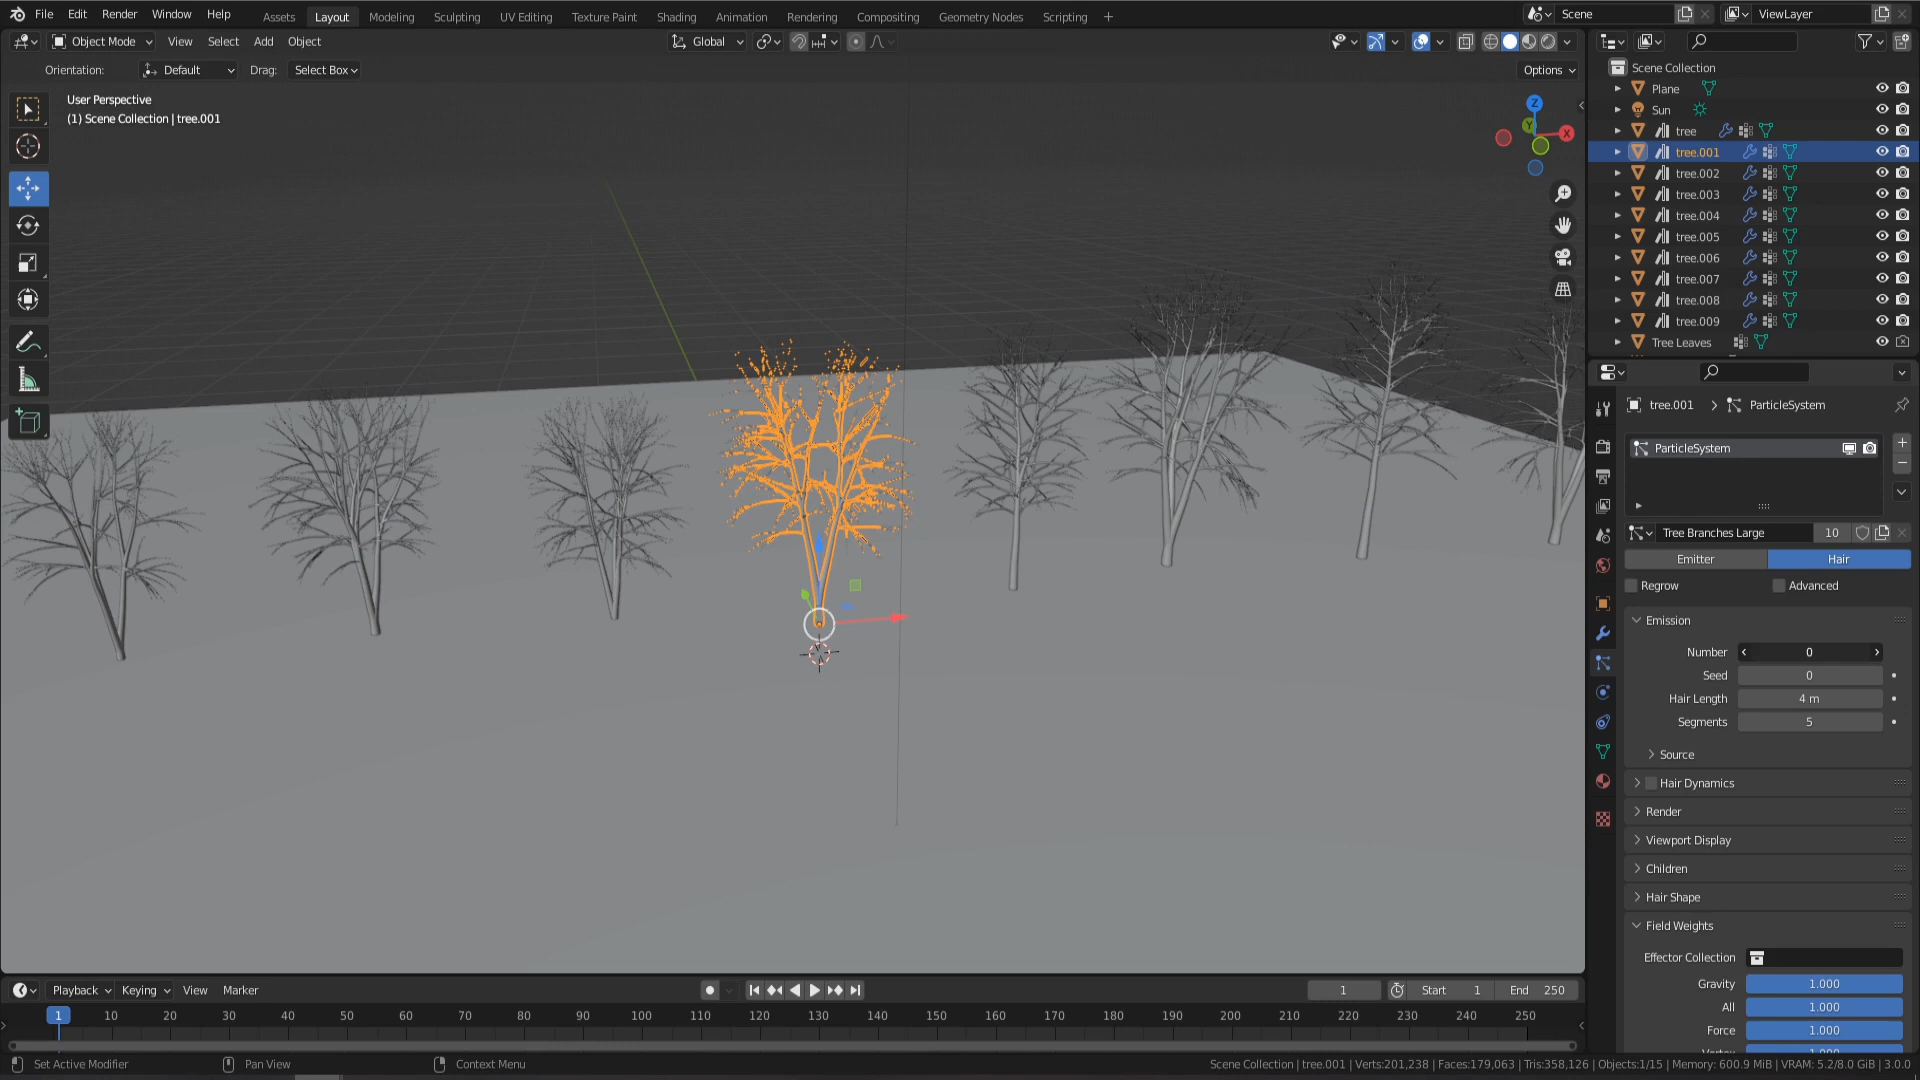 File Edit Render Window Help Assets Layout Modeling Sculpting UV Editing Texture Paint Shading Animation Rendering Compositing Geometry Nodes Scripting + Scene ViewLayer
Object Mode View Select Add Object Global
Orientation: Default Drag: Select Box Options
User Perspective
(1) Scene Collection | tree.001
Z
Y
X
Scene Collection
Plane
Sun
tree
tree.001
tree.002
tree.003
tree.004
tree.005
tree.006
tree.007
tree.008
tree.009
Tree Leaves
tree.001 > ParticleSystem
ParticleSystem
Tree Branches Large 10
Emitter Hair
Regrow Advanced
Emission
Number 0
Seed 0
Hair Length 4 m
Segments 5
Source
Hair Dynamics
Render
Viewport Display
Children
Hair Shape
Field Weights
Effector Collection
Gravity 1.000
All 1.000
Force 1.000
Playback Keying View Marker 1 Start 1 End 250
1 10 20 30 40 50 60 70 80 90 100 110 120 130 140 150 160 170 180 190 200 210 220 230 240 250
Set Active Modifier Pan View Context Menu Scene Collection | tree.001 | Verts:201,238 | Faces:179,063 | Tris:358,126 | Objects:1/15 | Memory: 600.9 MiB | VRAM: 5.2/8.0 GiB | 3.0.0